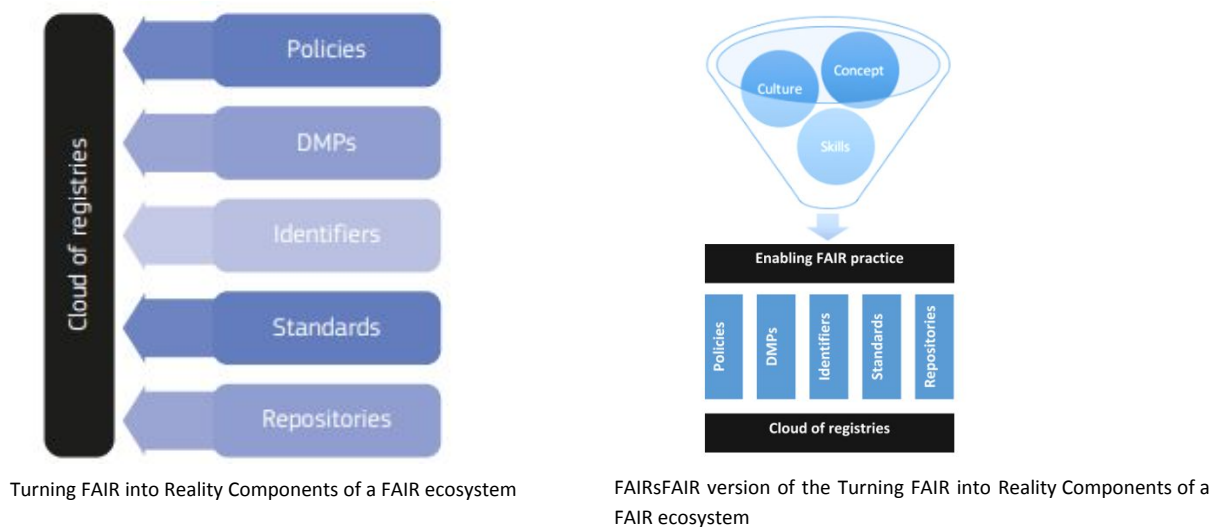 Cloud of registries
Policies
DMPs
Identifiers
Standards
Repositories
Turning FAIR into Reality Components of a FAIR ecosystem
Concept
Culture
Skills
Enabling FAIR practice
Policies
DMPs
Identifiers
Standards
Repositories
Cloud of registries
FAIRsFAIR version of the Turning FAIR into Reality Components of a
FAIR ecosystem